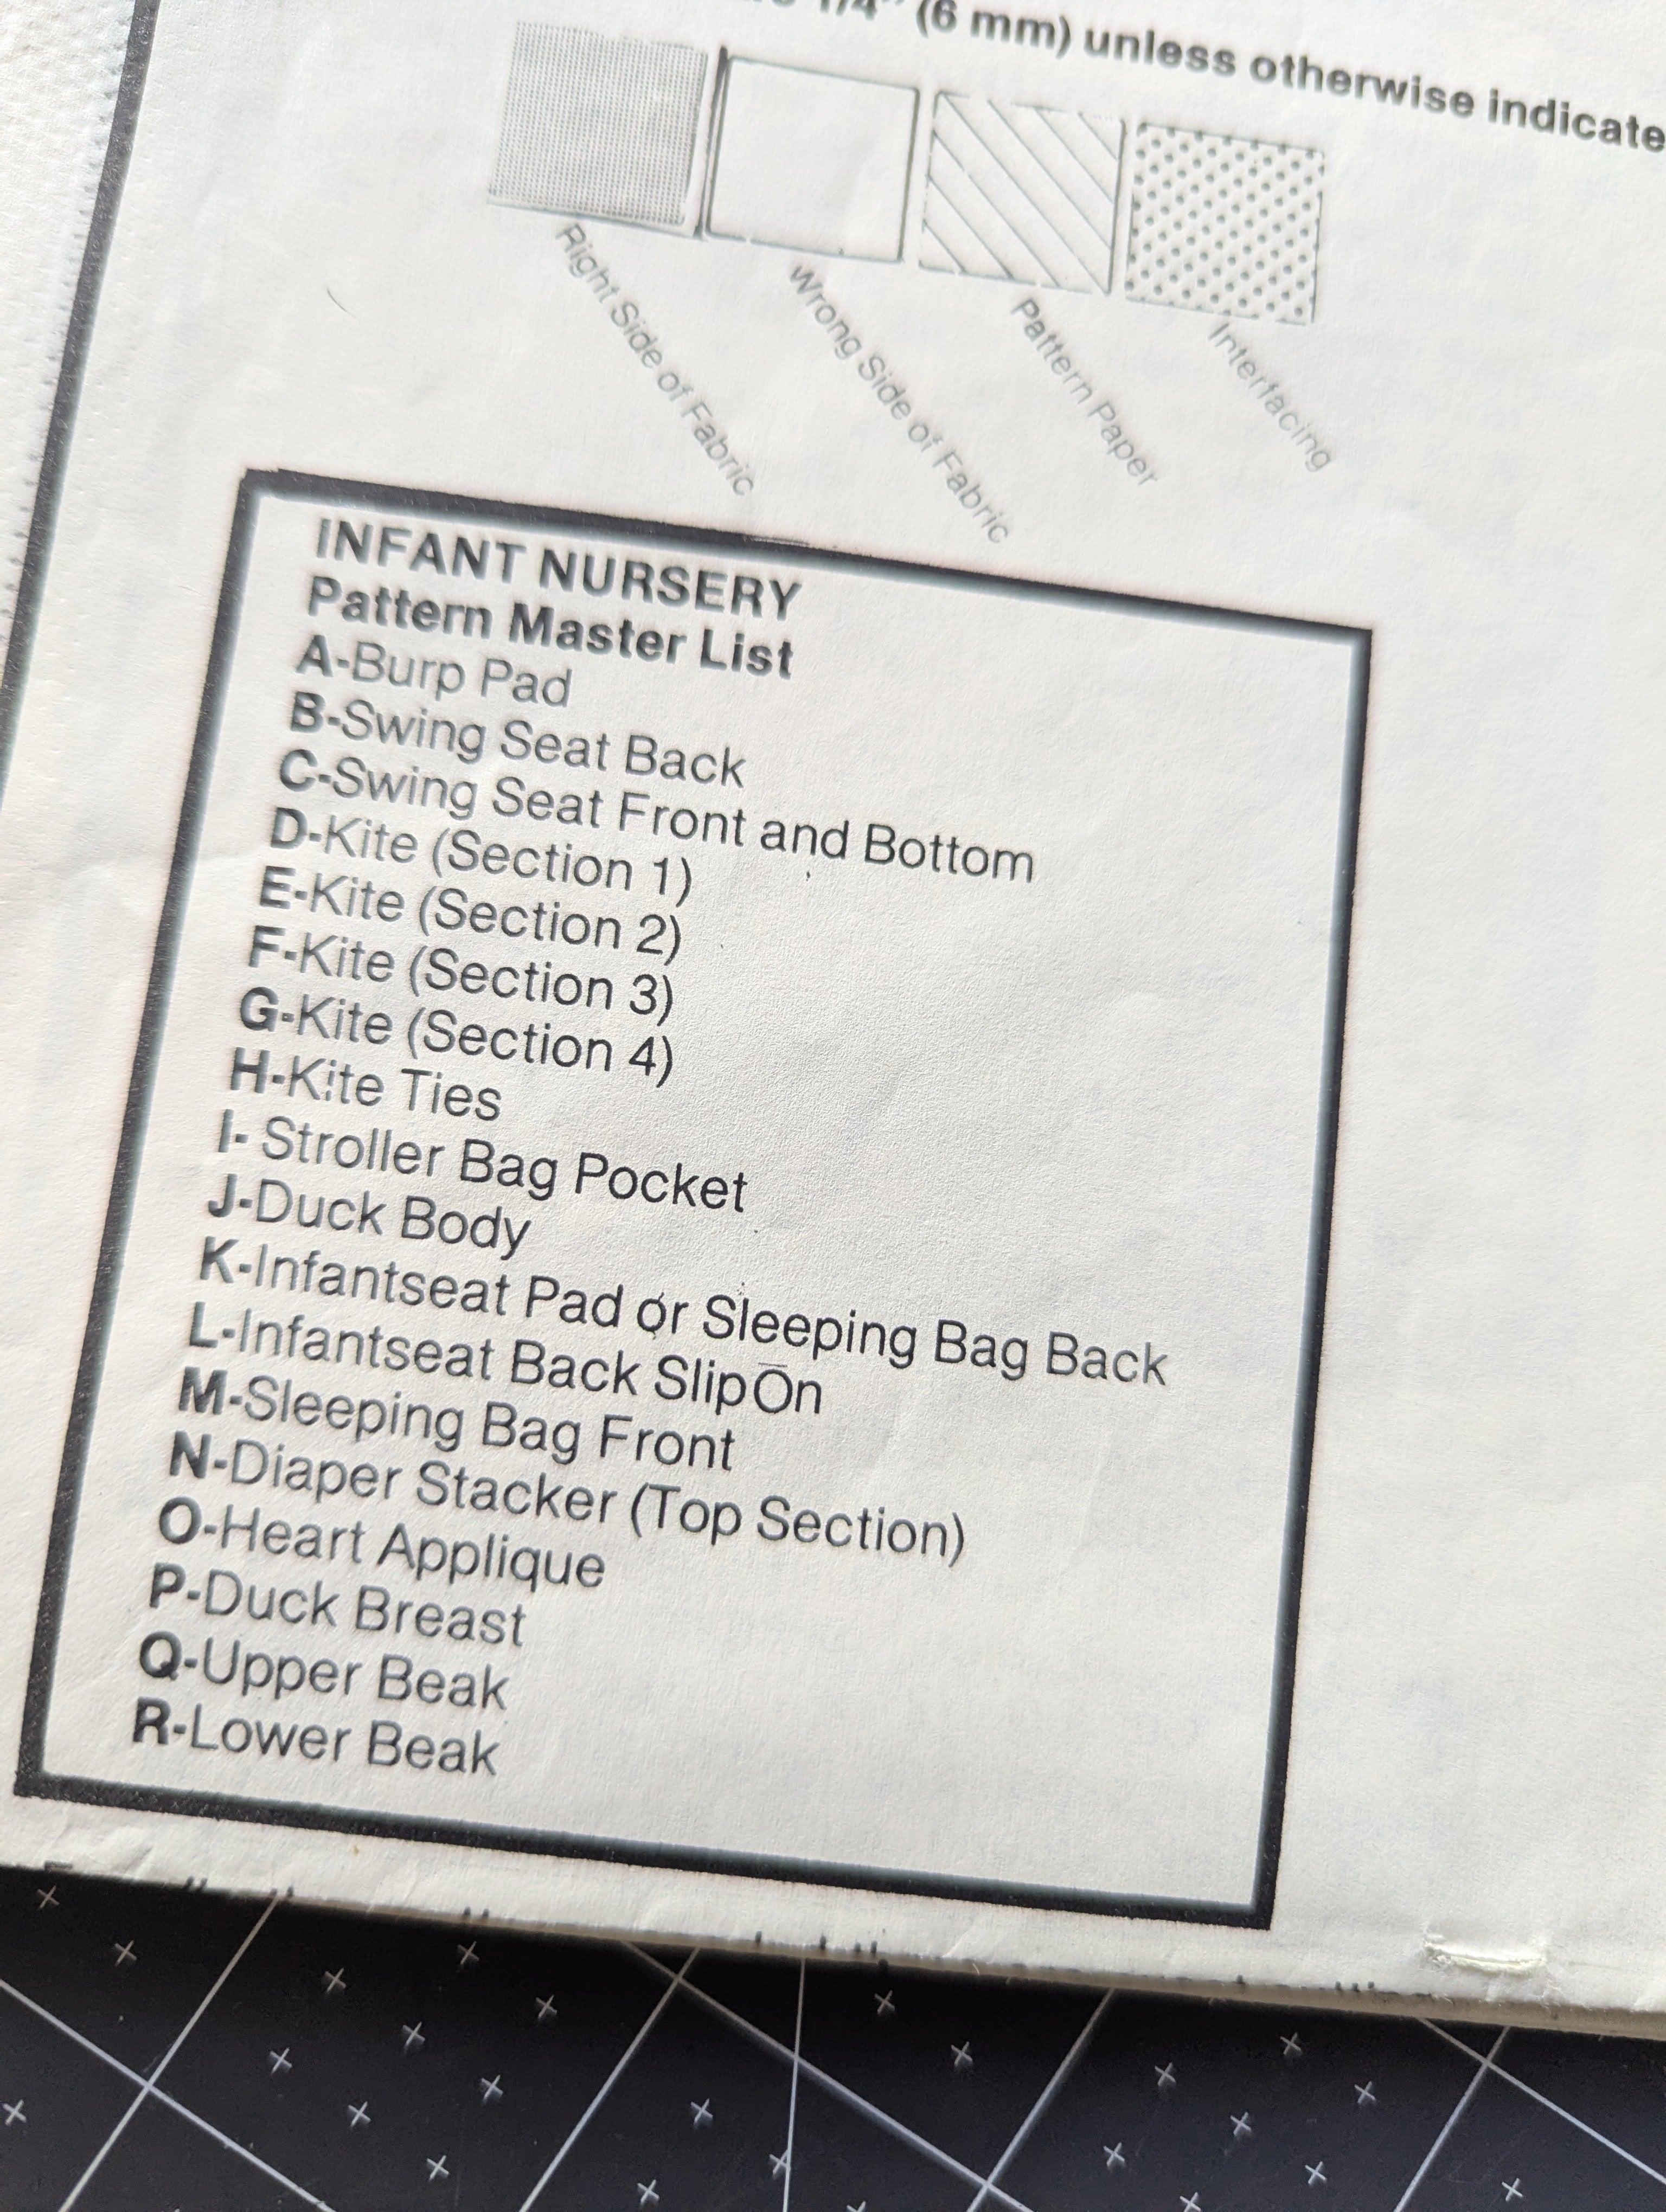 1/4" (6 mm) unless otherwise indicate
Right Side of Fabric
Wrong Side of Fabric
Pattern Paper
Interfacing
INFANT NURSERY
Pattern Master List
A-Burp Pad
B-Swing Seat Back
C-Swing Seat Front and Bottom
D-Kite (Section 1)
E-Kite (Section 2)
F-Kite (Section 3)
G-Kite (Section 4)
H-Kite Ties
I- Stroller Bag Pocket
J-Duck Body
K-Infantseat Pad or Sleeping Bag Back
L-Infantseat Back SlipOn
M-Sleeping Bag Front
N-Diaper Stacker (Top Section)
O-Heart Applique
P-Duck Breast
Q-Upper Beak
R-Lower Beak